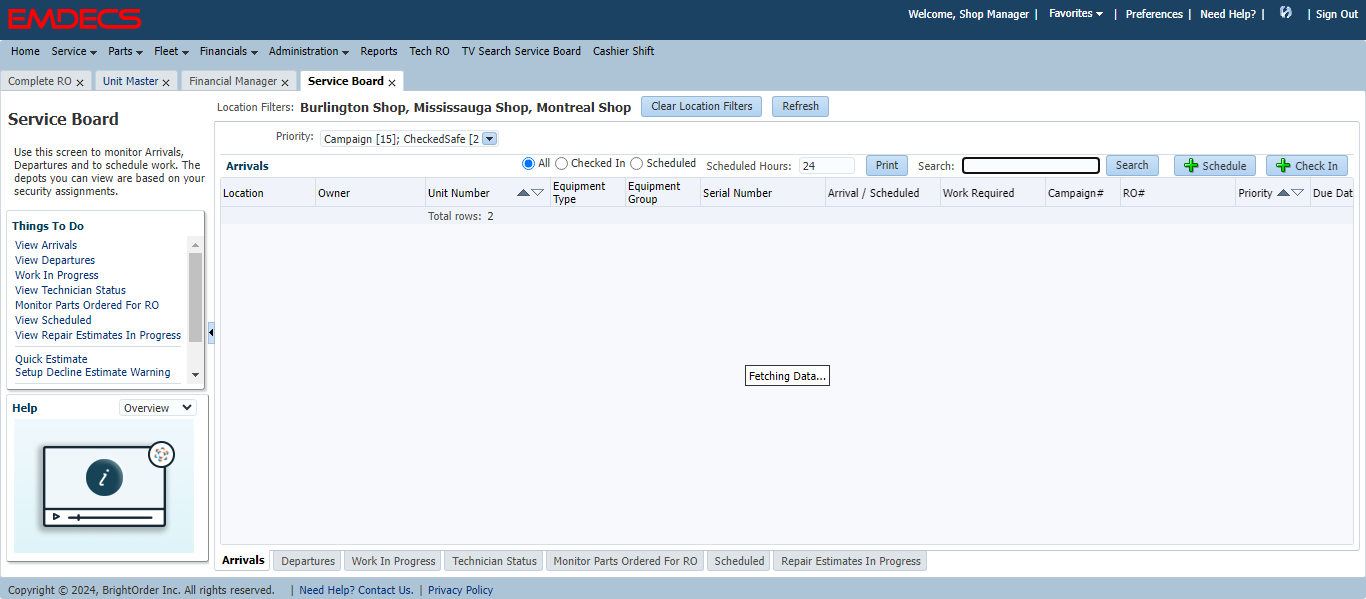 EMDECS
Welcome, Shop Manager | Favorites | Preferences | Need Help? | | Sign Out
Home Service Parts Fleet Financials Administration Reports Tech RO TV Search Service Board Cashier Shift
Complete RO Unit Master Financial Manager Service Board
Location Filters: Burlington Shop, Mississauga Shop, Montreal Shop Clear Location Filters Refresh
Service Board
Use this screen to monitor Arrivals,
Departures and to schedule work. The
depots you can view are based on your
security assignments.
Things To Do
View Arrivals
View Departures
Work In Progress
View Technician Status
Monitor Parts Ordered For RO
View Scheduled
View Repair Estimates In Progress
Quick Estimate
Setup Decline Estimate Warning
Help Overview
i
Priority: Campaign [15]; CheckedSafe [2
Arrivals All Checked In Scheduled Scheduled Hours: 24 Print Search: Search Schedule Check In
Location Owner Unit Number Equipment Type Equipment Group Serial Number Arrival / Scheduled Work Required Campaign# RO# Priority Due Dat
Total rows: 2
Fetching Data...
Arrivals Departures Work In Progress Technician Status Monitor Parts Ordered For RO Scheduled Repair Estimates In Progress
Copyright © 2024, BrightOrder Inc. All rights reserved. | Need Help? Contact Us. | Privacy Policy